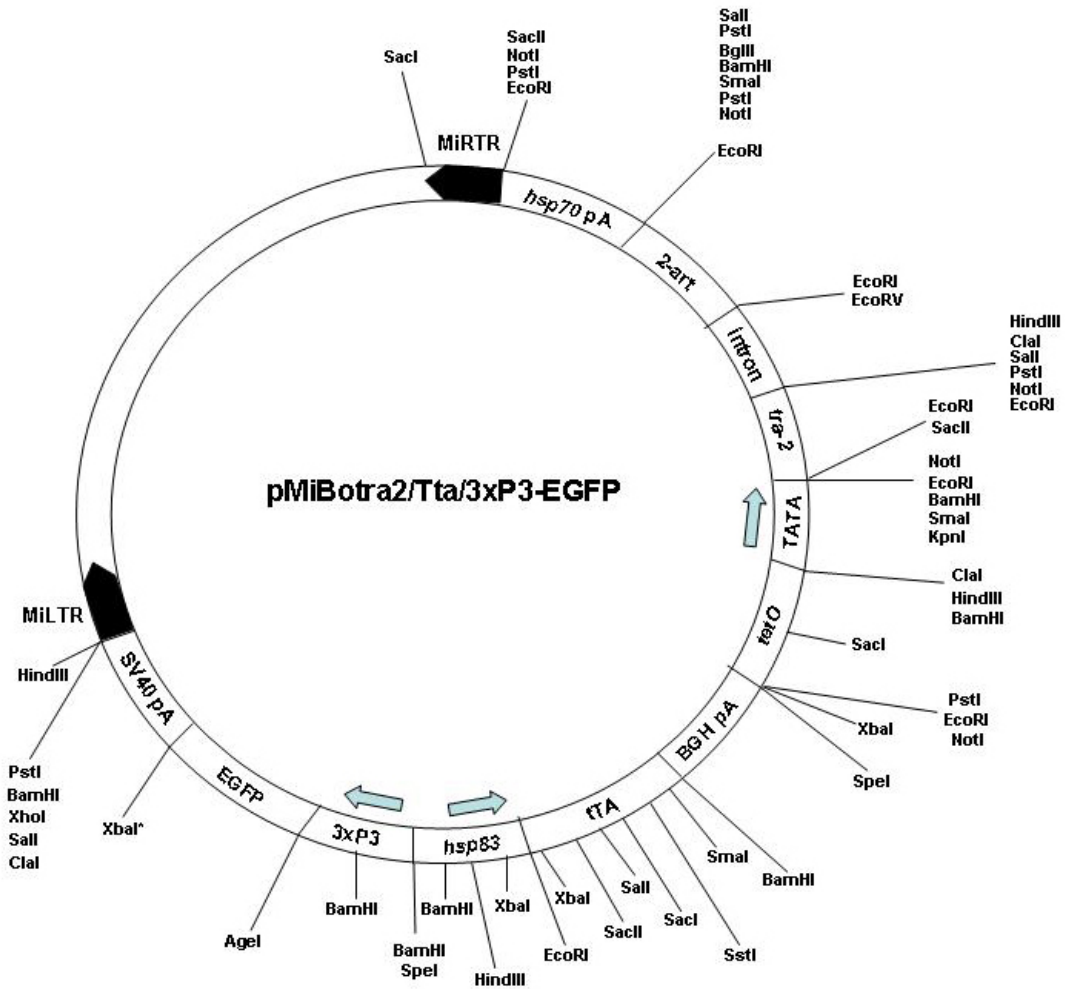 SalI
PstI
BglII
BamHI
SmaI
PstI
NotI
EcoRI
SacII
NotI
PstI
EcoRI
SacI
MiRTR
hsp70 pA
2-art
EcoRI
EcoRV
intron
HindIII
ClaI
SalI
PstI
NotI
EcoRI
tra-2
EcoRI
SacII
NotI
EcoRI
BamHI
SmaI
KpnI
TATA
pMiBotra2/Tta/3xP3-EGFP
ClaI
HindIII
BamHI
tetO
SacI
PstI
EcoRI
NotI
XbaI
SpeI
BGH pA
BamHI
SmaI
tTA
SstI
SacI
SalI
SacII
XbaI
EcoRI
hsp83
XbaI
HindIII
BamHI
BamHI
SpeI
3xP3
BamHI
AgeI
EGFP
XbaI*
SV40 pA
MiLTR
HindIII
PstI
BamHI
XhoI
SalI
ClaI